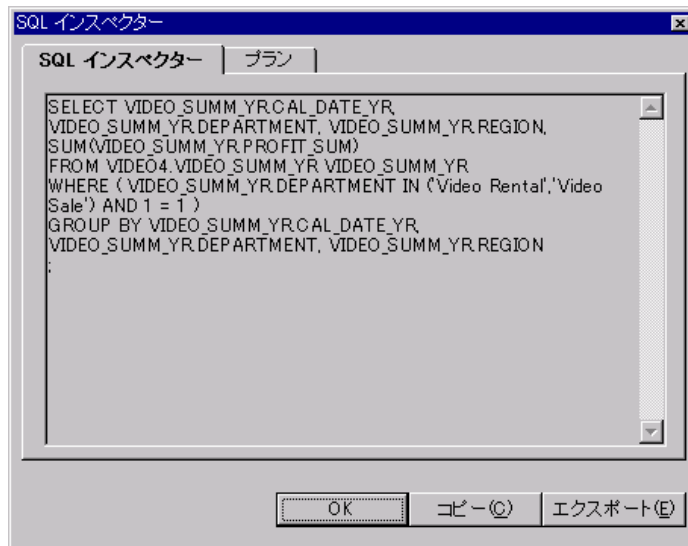 SQL インスペクター
SQL インスペクター プラン
SELECT VIDEO_SUMM_YR.CAL_DATE_YR,
VIDEO_SUMM_YR.DEPARTMENT, VIDEO_SUMM_YR.REGION,
SUM(VIDEO_SUMM_YR.PROFIT_SUM)
FROM VIDEO4.VIDEO_SUMM_YR VIDEO_SUMM_YR
WHERE ( VIDEO_SUMM_YR.DEPARTMENT IN ('Video Rental','Video
Sale') AND 1 = 1 )
GROUP BY VIDEO_SUMM_YR.CAL_DATE_YR,
VIDEO_SUMM_YR.DEPARTMENT, VIDEO_SUMM_YR.REGION
;
OK コピー(C) エクスポート(E)